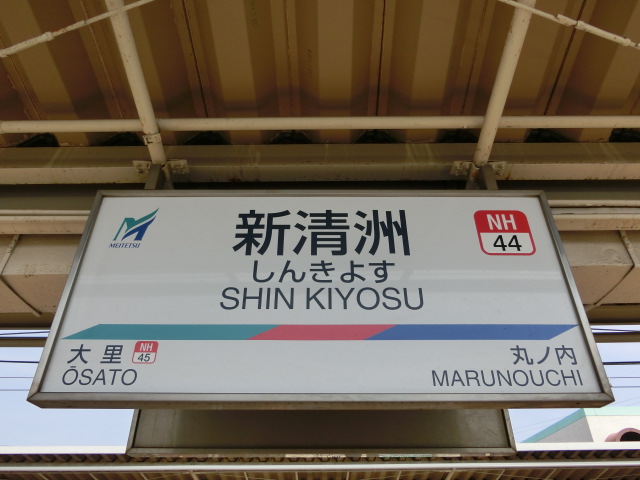 MEITETSU
新清洲
しんきよす
SHIN KIYOSU
NH
44
大里
NH
45
ŌSATO
丸ノ内
MARUNOUCHI